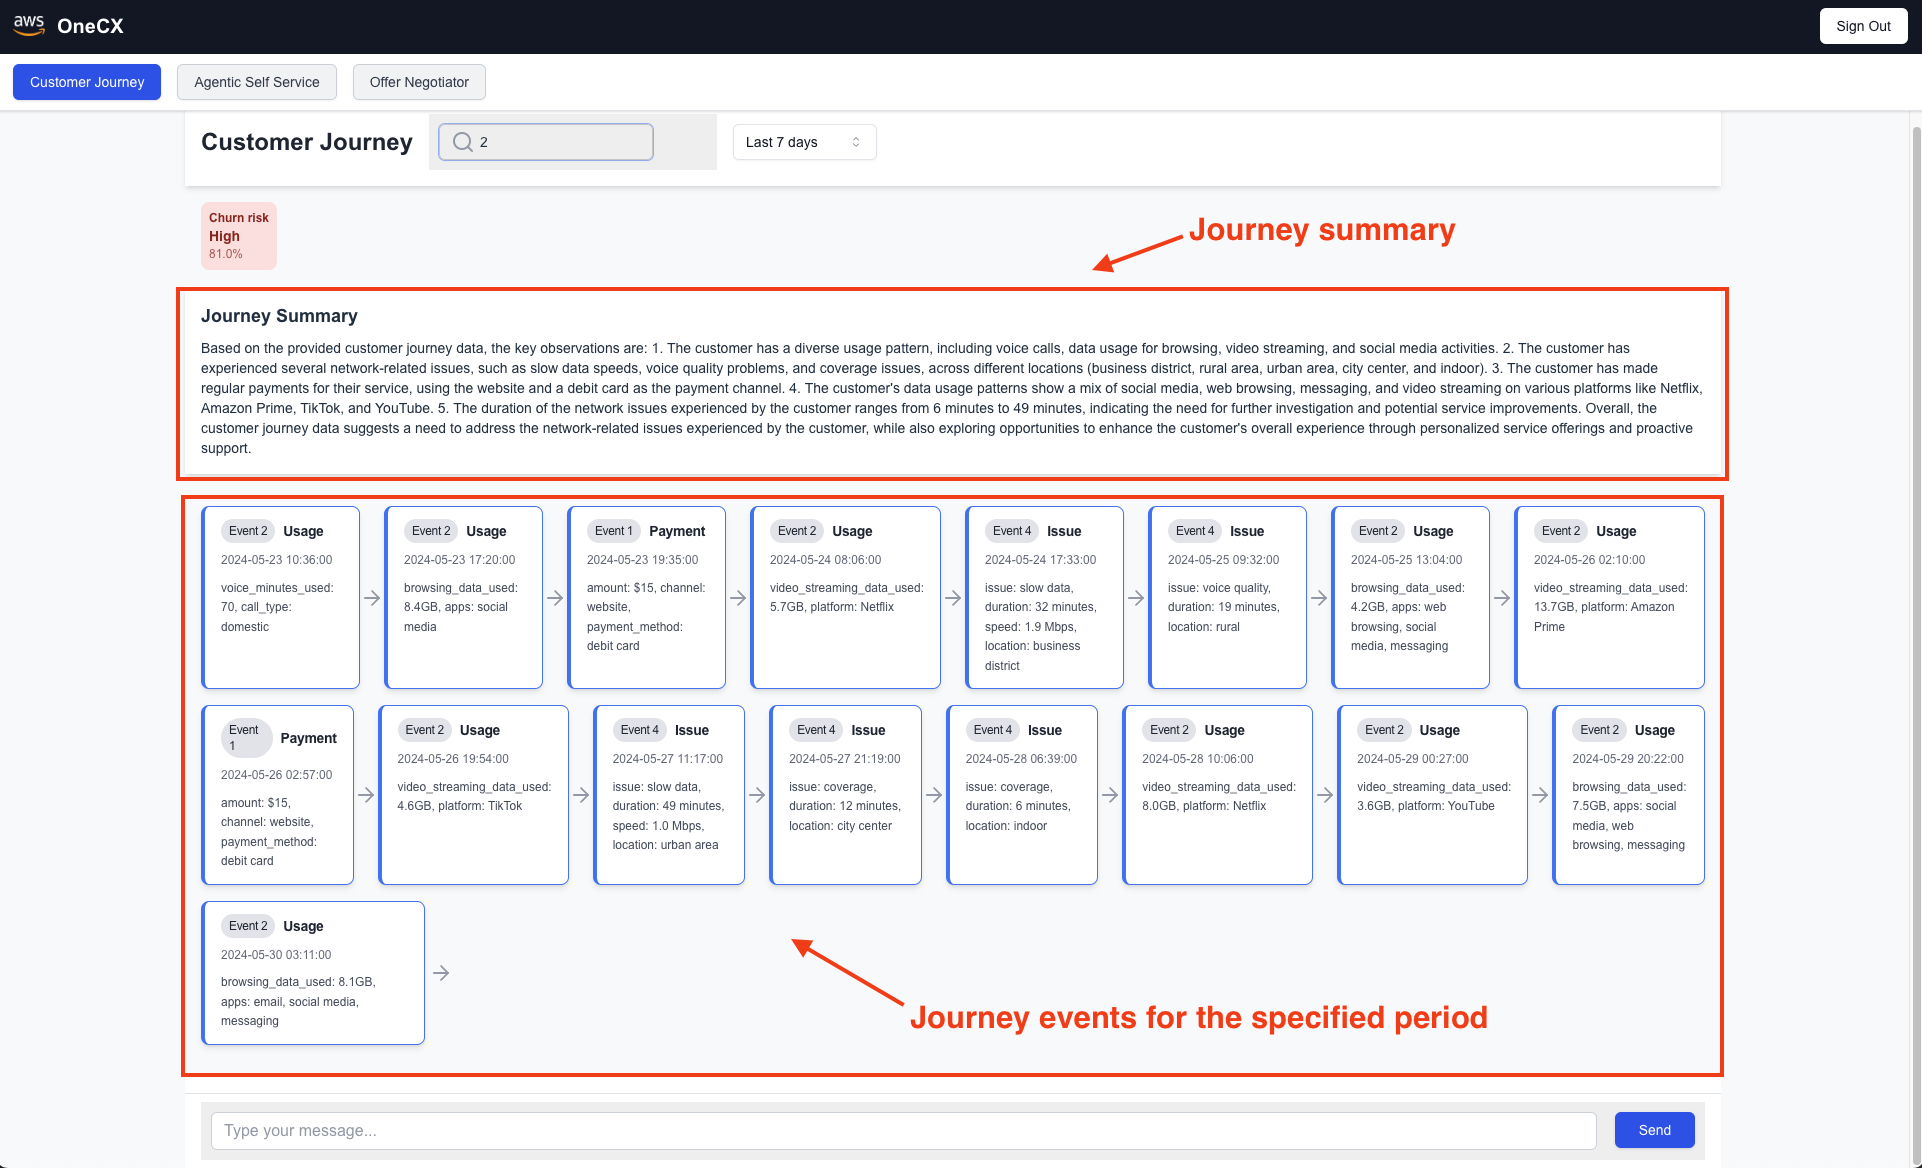 aws OneCX
Sign Out
Customer Journey
Agentic Self Service
Offer Negotiator
Customer Journey
2
Last 7 days
Churn risk
High
81.0%
Journey summary
Journey Summary
Based on the provided customer journey data, the key observations are: 1. The customer has a diverse usage pattern, including voice calls, data usage for browsing, video streaming, and social media activities. 2. The customer has
experienced several network-related issues, such as slow data speeds, voice quality problems, and coverage issues, across different locations (business district, rural area, urban area, city center, and indoor). 3. The customer has made
regular payments for their service, using the website and a debit card as the payment channel. 4. The customer's data usage patterns show a mix of social media, web browsing, messaging, and video streaming on various platforms like Netflix,
Amazon Prime, TikTok, and YouTube. 5. The duration of the network issues experienced by the customer ranges from 6 minutes to 49 minutes, indicating the need for further investigation and potential service improvements. Overall, the
customer journey data suggests a need to address the network-related issues experienced by the customer, while also exploring opportunities to enhance the customer's overall experience through personalized service offerings and proactive
support.
Event 2 Usage
2024-05-23 10:36:00
voice_minutes_used:
70, call_type:
domestic
Event 2 Usage
2024-05-23 17:20:00
browsing_data_used:
8.4GB, apps: social
media
Event 1 Payment
2024-05-23 19:35:00
amount: $15, channel:
website,
payment_method:
debit card
Event 2 Usage
2024-05-24 08:06:00
video_streaming_data_used:
5.7GB, platform: Netflix
Event 4 Issue
2024-05-24 17:33:00
issue: slow data,
duration: 32 minutes,
speed: 1.9 Mbps,
location: business
district
Event 4 Issue
2024-05-25 09:32:00
issue: voice quality,
duration: 19 minutes,
location: rural
Event 2 Usage
2024-05-25 13:04:00
browsing_data_used:
4.2GB, apps: web
browsing, social
media, messaging
Event 2 Usage
2024-05-26 02:10:00
video_streaming_data_used:
13.7GB, platform: Amazon
Prime
Event
1
Payment
2024-05-26 02:57:00
amount: $15,
channel: website,
payment_method:
debit card
Event 2 Usage
2024-05-26 19:54:00
video_streaming_data_used:
4.6GB, platform: TikTok
Event 4 Issue
2024-05-27 11:17:00
issue: slow data,
duration: 49 minutes,
speed: 1.0 Mbps,
location: urban area
Event 4 Issue
2024-05-27 21:19:00
issue: coverage,
duration: 12 minutes,
location: city center
Event 4 Issue
2024-05-28 06:39:00
issue: coverage,
duration: 6 minutes,
location: indoor
Event 2 Usage
2024-05-28 10:06:00
video_streaming_data_used:
8.0GB, platform: Netflix
Event 2 Usage
2024-05-29 00:27:00
video_streaming_data_used:
3.6GB, platform: YouTube
Event 2 Usage
2024-05-29 20:22:00
browsing_data_used:
7.5GB, apps: social
media, web
browsing, messaging
Event 2 Usage
2024-05-30 03:11:00
browsing_data_used: 8.1GB,
apps: email, social media,
messaging
Journey events for the specified period
Type your message...
Send